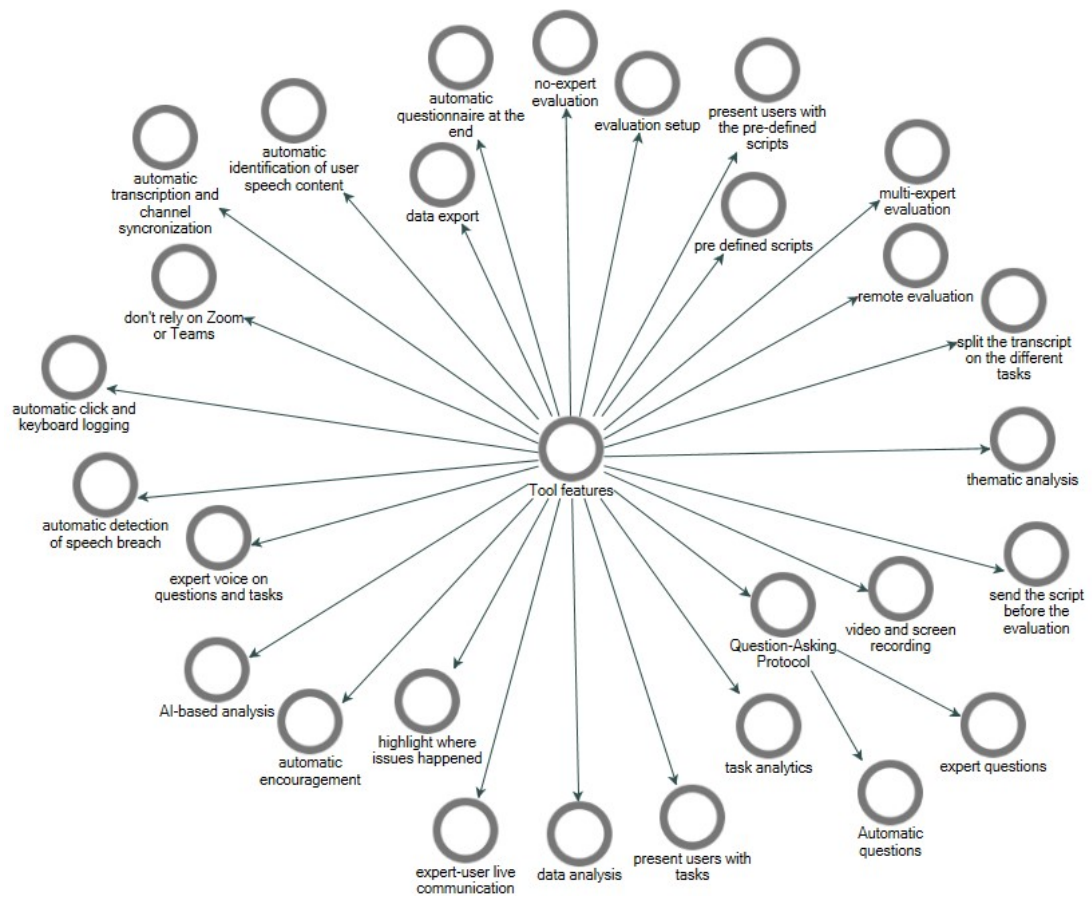 no-expert
evaluation
automatic
questionnaire at the
end
evaluation setup
present users with
the pre-defined
scripts
automatic
identification of user
speech content
automatic
transcription and
channel
syncronization
data export
pre defined scripts
multi-expert
evaluation
remote evaluation
don't rely on Zoom
or Teams
split the transcript
on the different
tasks
automatic click and
keyboard logging
thematic analysis
Tool features
automatic detection
of speech breach
expert voice on
questions and tasks
send the script
before the
evaluation
video and screen
recording
Question-Asking
Protocol
AI-based analysis
automatic
encouragement
highlight where
issues happened
task analytics
expert questions
Automatic
questions
expert-user live
communication
data analysis
present users with
tasks